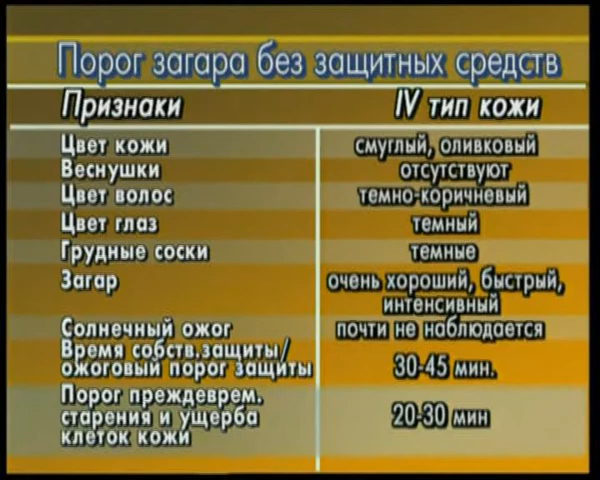 Порог загара без защитных средств
Признаки IV тип кожи
Цвет кожи смуглый, оливковый
Веснушки отсутствуют
Цвет волос темно-коричневый
Цвет глаз темный
Грудные соски темные
Загар очень хороший, быстрый,
интенсивный
Солнечный ожог почти не наблюдается
Время собств.защиты/
ожоговый порог защиты 30-45 мин.
Порог преждеврем.
старения и ущерба 20-30 мин
клеток кожи